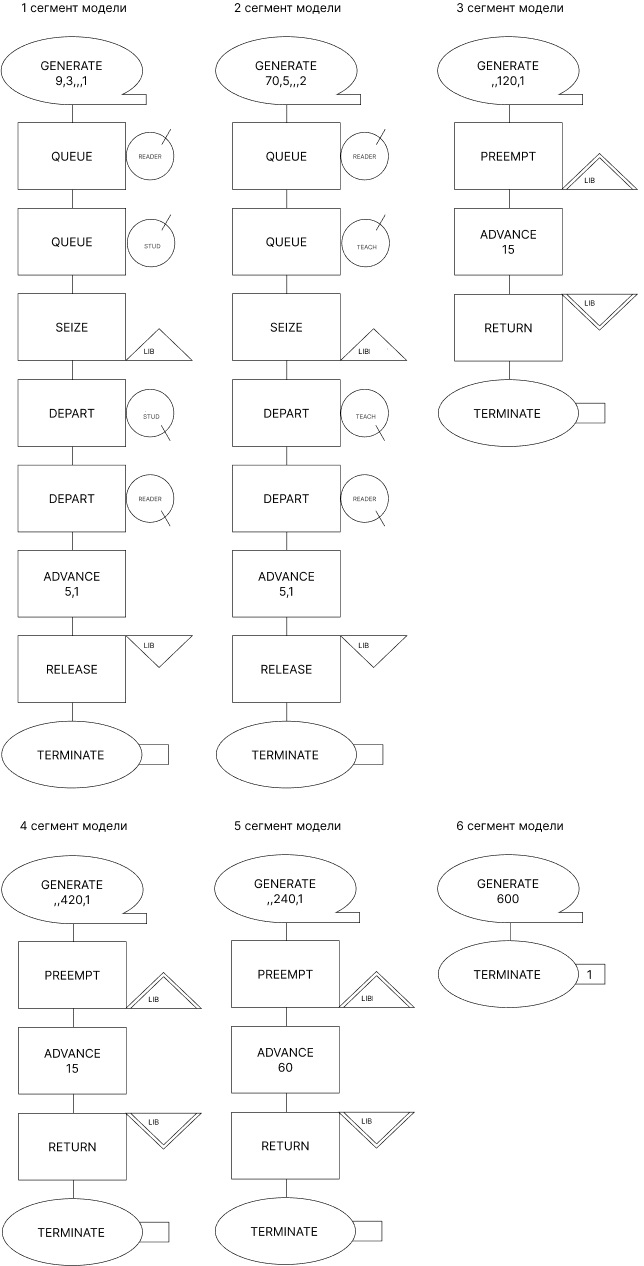 1 сегмент модели
GENERATE
9,3,,,1
QUEUE
READER
QUEUE
STUD
SEIZE
LIB
DEPART
STUD
DEPART
READER
ADVANCE
5,1
LIB
RELEASE
TERMINATE
2 сегмент модели
GENERATE
70,5,,,2
QUEUE
READER
QUEUE
TEACH
SEIZE
LIBI
DEPART
TEACH
DEPART
READER
ADVANCE
5,1
LIB
RELEASE
TERMINATE
3 сегмент модели
GENERATE
,,120,1
PREEMPT
LIB
ADVANCE
15
LIB
RETURN
TERMINATE
4 сегмент модели
GENERATE
,,420,1
PREEMPT
LIB
ADVANCE
15
LIB
RETURN
TERMINATE
5 сегмент модели
GENERATE
,,240,1
PREEMPT
LIBI
ADVANCE
60
LIB
RETURN
TERMINATE
6 сегмент модели
GENERATE
600
TERMINATE
1